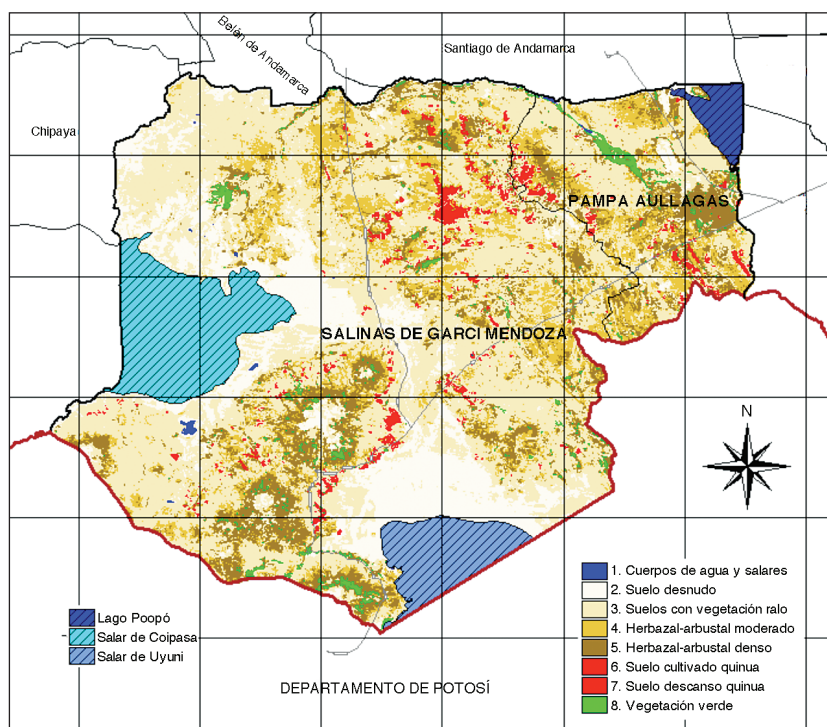 Belén de Andamarca
Santiago de Andamarca
Chipaya
PAMPA AULLAGAS
SALINAS DE GARCI MENDOZA
N
Lago Poopó
Salar de Coipasa
Salar de Uyuni
DEPARTAMENTO DE POTOSÍ
1. Cuerpos de agua y salares
2. Suelo desnudo
3. Suelos con vegetación ralo
4. Herbazal-arbustal moderado
5. Herbazal-arbustal denso
6. Suelo cultivado quinua
7. Suelo descanso quinua
8. Vegetación verde